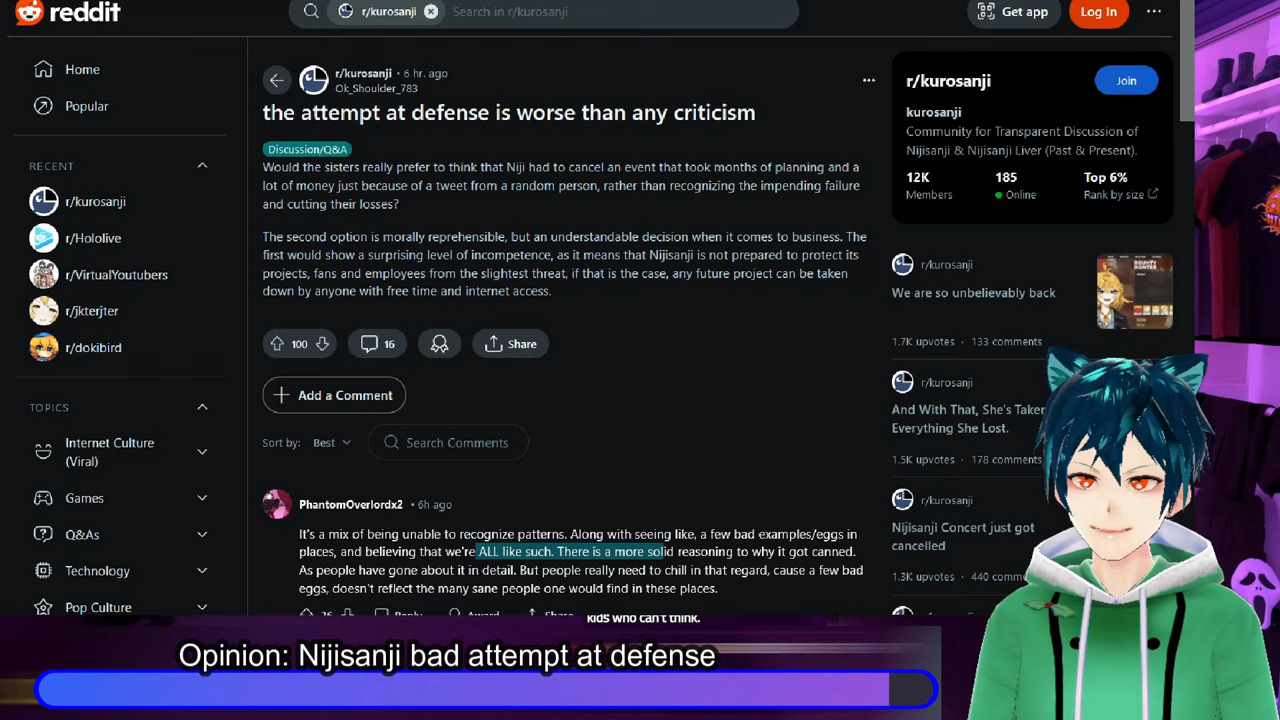 reddit
r/kurosanji
Search in r/kurosanji
Get app
Log In
Home
Popular
RECENT
r/kurosanji
r/Hololive
r/VirtualYoutubers
r/jkterjter
r/dokibird
TOPICS
Internet Culture
(Viral)
Games
Q&As
Technology
Pop Culture
r/kurosanji • 6 hr. ago
Ok_Shoulder_783
the attempt at defense is worse than any criticism
Discussion/Q&A
Would the sisters really prefer to think that Niji had to cancel an event that took months of planning and a
lot of money just because of a tweet from a random person, rather than recognizing the impending failure
and cutting their losses?
The second option is morally reprehensible, but an understandable decision when it comes to business. The
first would show a surprising level of incompetence, as it means that Nijisanji is not prepared to protect its
projects, fans and employees from the slightest threat, if that is the case, any future project can be taken
down by anyone with free time and internet access.
100
16
Share
Add a Comment
Sort by: Best
Search Comments
PhantomOverlordx2 • 6h ago
It's a mix of being unable to recognize patterns. Along with seeing like, a few bad examples/eggs in
places, and believing that we're ALL like such. There is a more solid reasoning to why it got canned.
As people have gone about it in detail. But people really need to chill in that regard, cause a few bad
eggs, doesn't reflect the many sane people one would find in these places.
26 Reply Award Share
r/kurosanji
Join
kurosanji
Community for Transparent Discussion of
Nijisanji & Nijisanji Liver (Past & Present).
12K 185 Top 6%
Members Online Rank by size
r/kurosanji
We are so unbelievably back
BOUNTY
HUNTER
1.7K upvotes · 133 comments
r/kurosanji
And With That, She's Taken
Everything She Lost.
1.5K upvotes · 178 comments
r/kurosanji
Nijisanji Concert just got
cancelled
1.3K upvotes · 440 comm
r/kurosanji
kids who can't think.
Opinion: Nijisanji bad attempt at defense